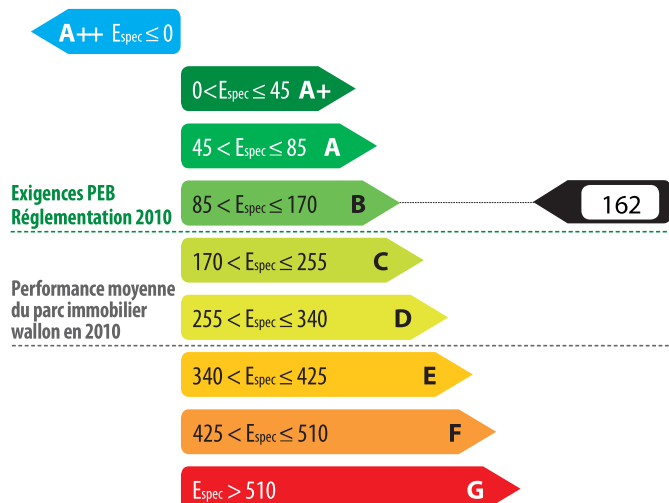 A++ Espec ≤ 0
0 < Espec ≤ 45 A+
45 < Espec ≤ 85 A
Exigences PEB
Réglementation 2010
85 < Espec ≤ 170 B
162
170 < Espec ≤ 255 C
Performance moyenne
du parc immobilier
wallon en 2010
255 < Espec ≤ 340 D
340 < Espec ≤ 425 E
425 < Espec ≤ 510 F
Espec > 510 G